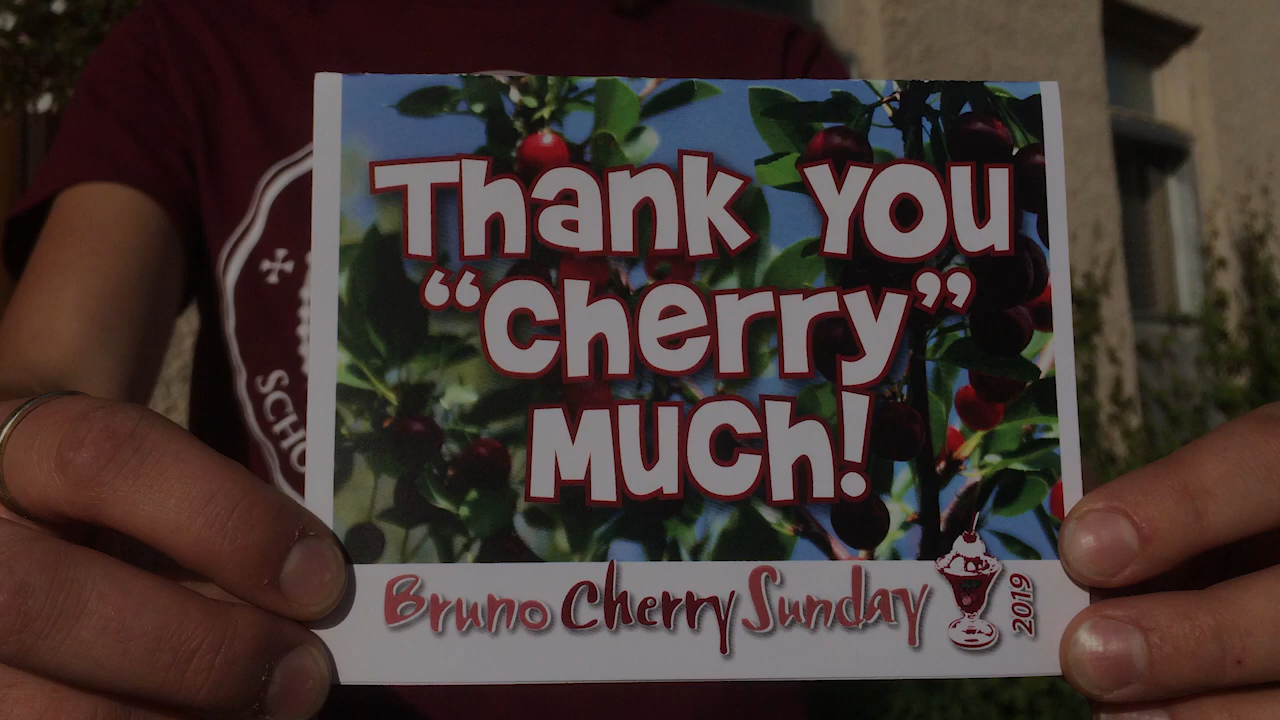 Thank you
“cherry”
Much!
Bruno Cherry Sunday
2019